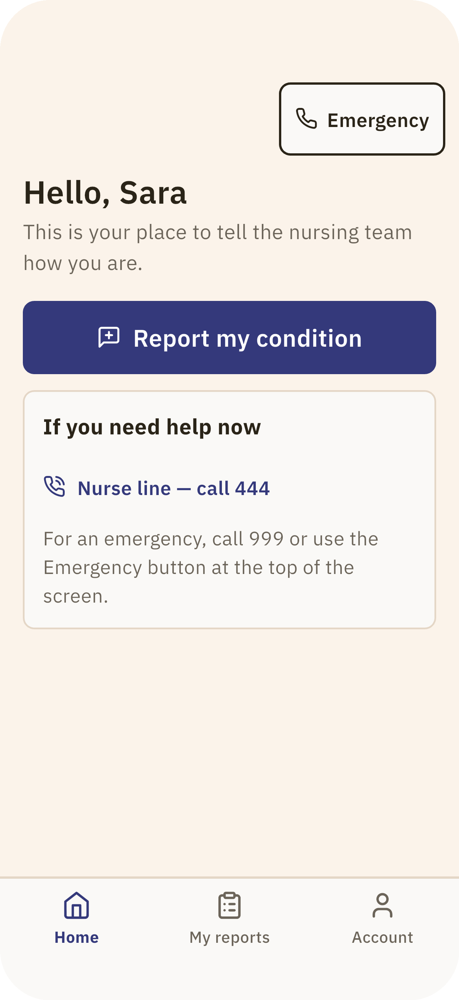 Emergency
Hello, Sara
This is your place to tell the nursing team
how you are.
Report my condition
If you need help now
Nurse line — call 444
For an emergency, call 999 or use the
Emergency button at the top of the
screen.
Home
My reports
Account